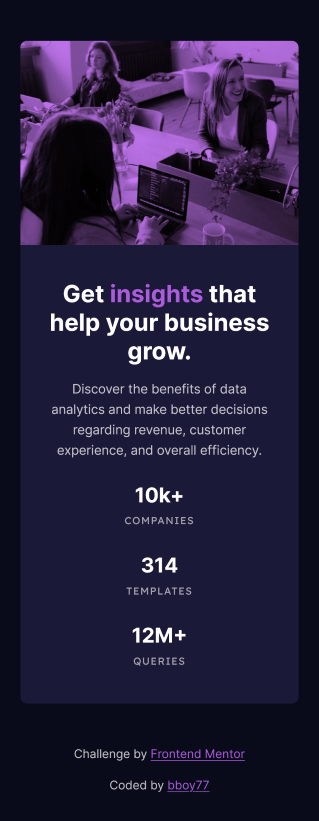 Get insights that
help your business
grow.
Discover the benefits of data
analytics and make better decisions
regarding revenue, customer
experience, and overall efficiency.
10k+
COMPANIES
314
TEMPLATES
12M+
QUERIES
Challenge by Frontend Mentor
Coded by bboy77